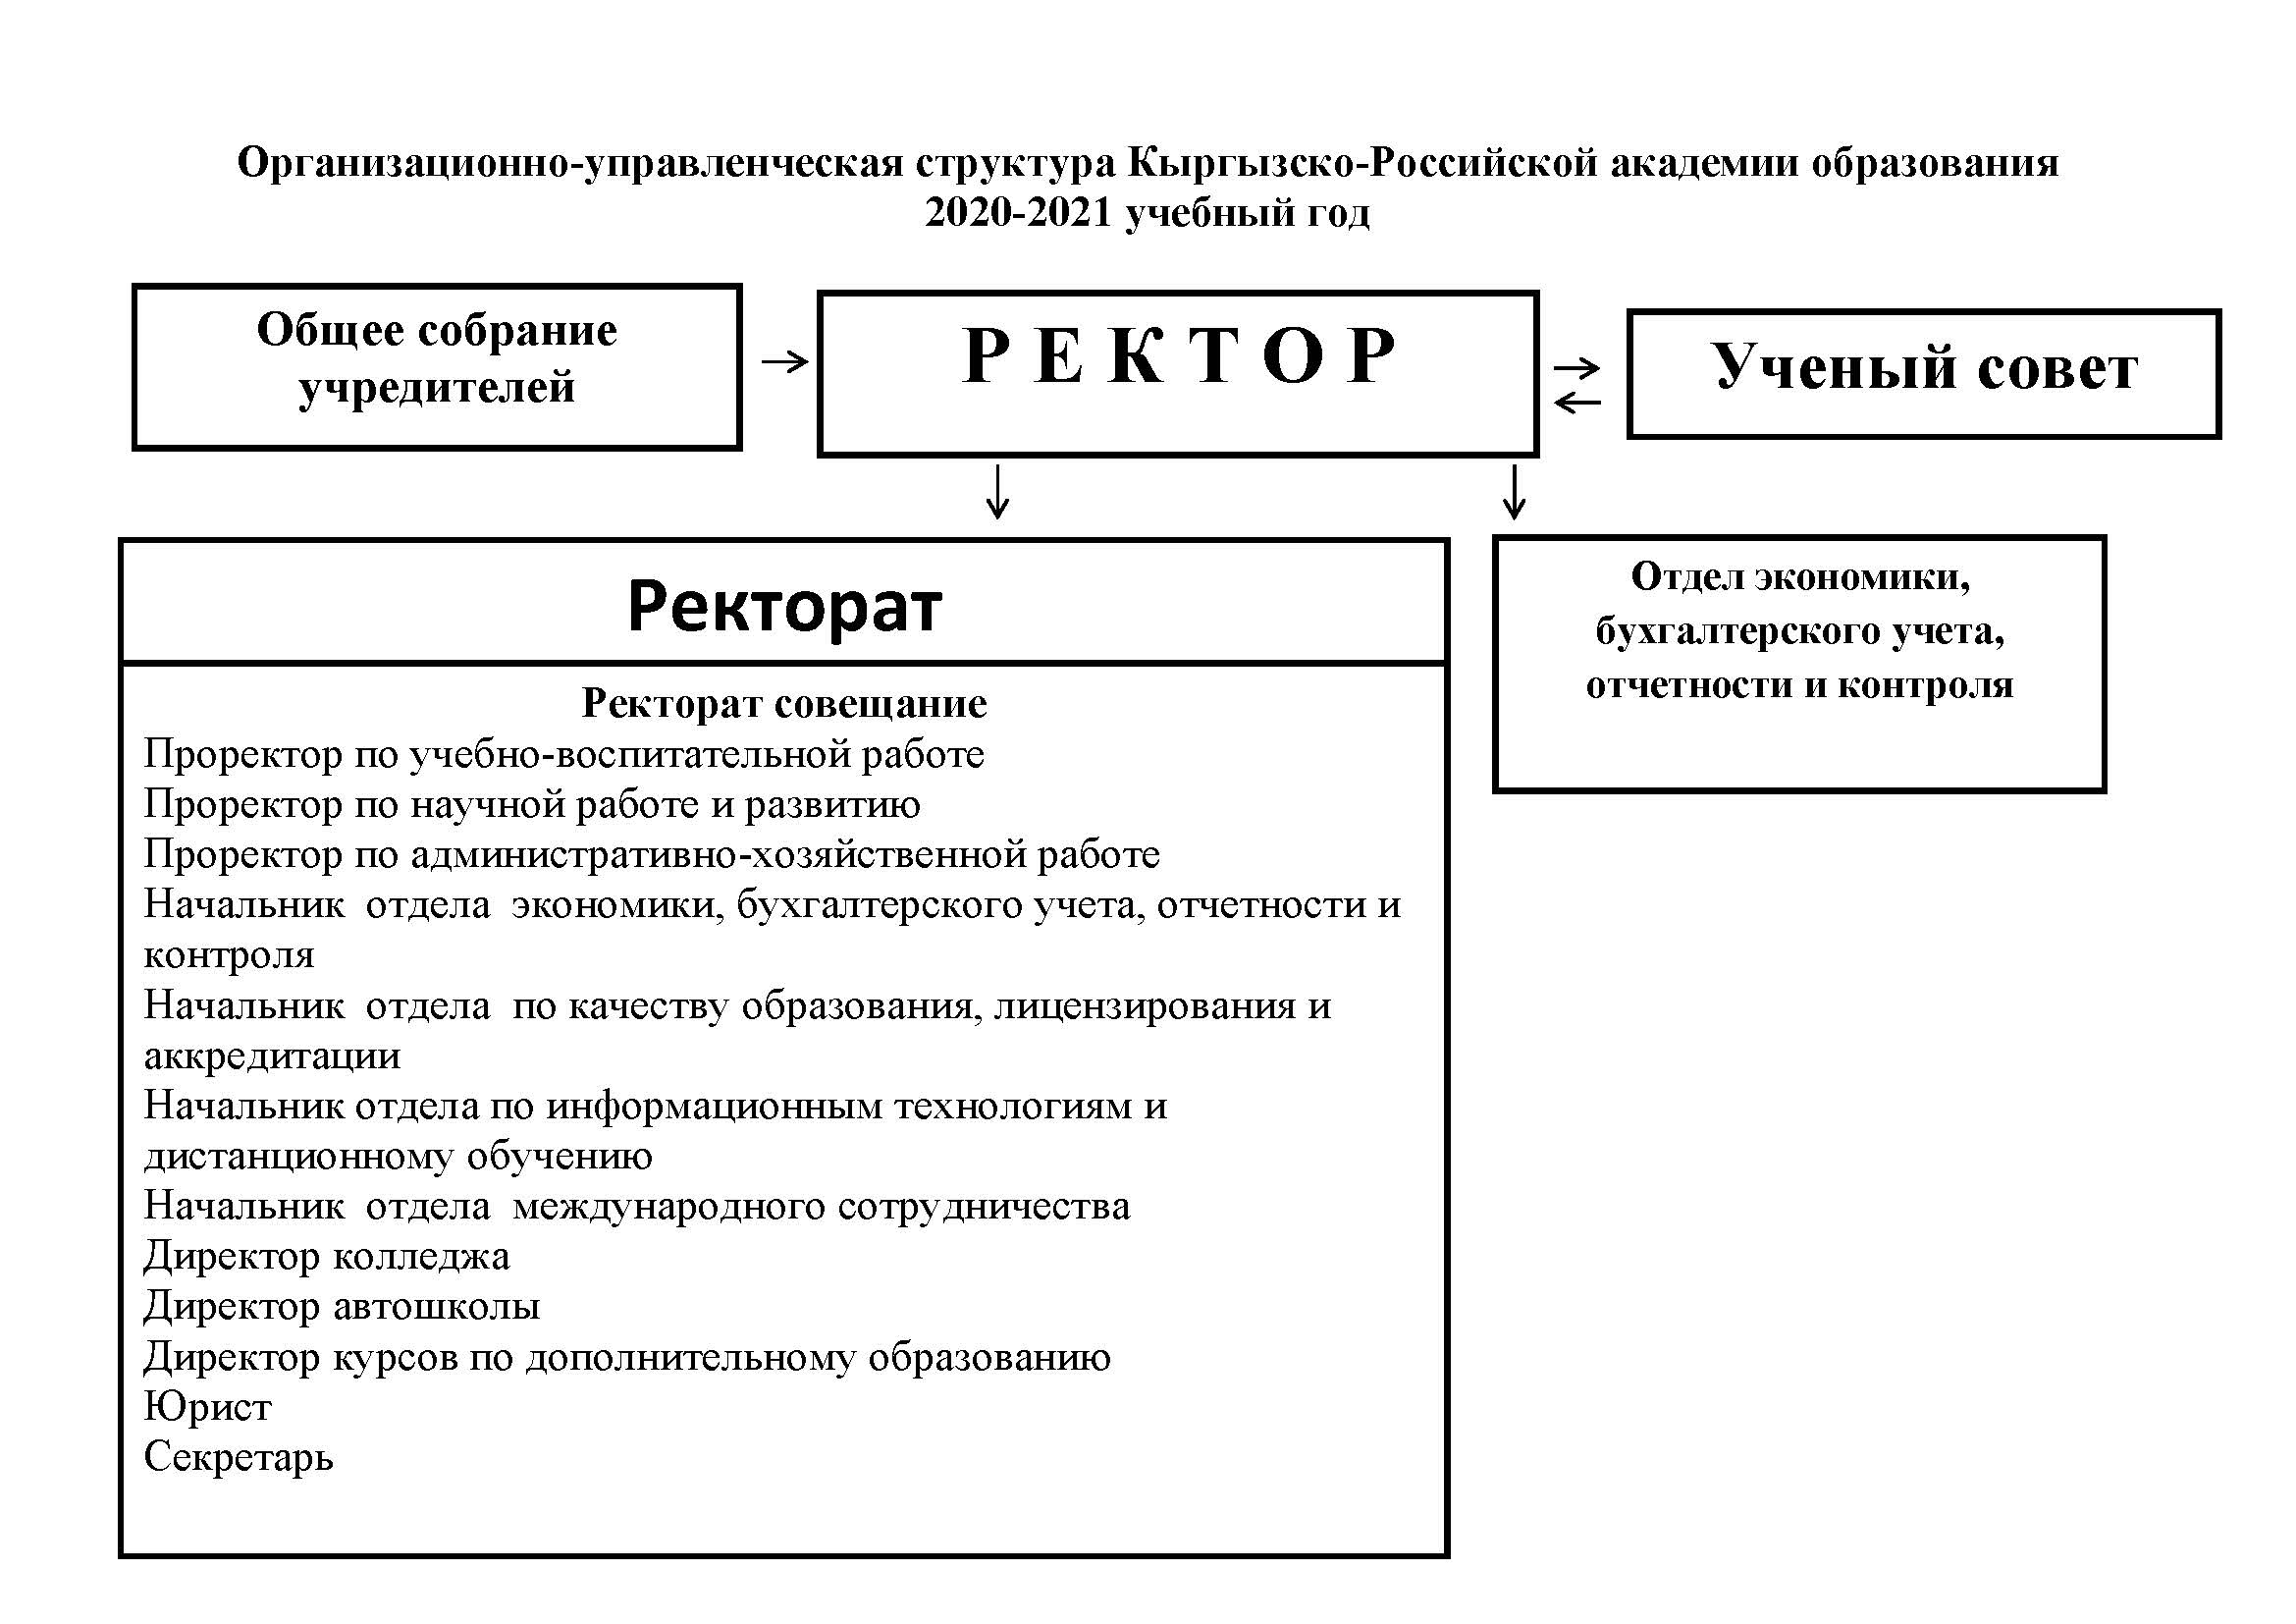 Организационно-управленческая структура Кыргызско-Российской академии образования
2020-2021 учебный год
Общее собрание
учредителей
Р Е К Т О Р
Ученый совет
Ректорат
Ректорат совещание
Проректор по учебно-воспитательной работе
Проректор по научной работе и развитию
Проректор по административно-хозяйственной работе
Начальник отдела экономики, бухгалтерского учета, отчетности и
контроля
Начальник отдела по качеству образования, лицензирования и
аккредитации
Начальник отдела по информационным технологиям и
дистанционному обучению
Начальник отдела международного сотрудничества
Директор колледжа
Директор автошколы
Директор курсов по дополнительному образованию
Юрист
Секретарь
Отдел экономики,
бухгалтерского учета,
отчетности и контроля